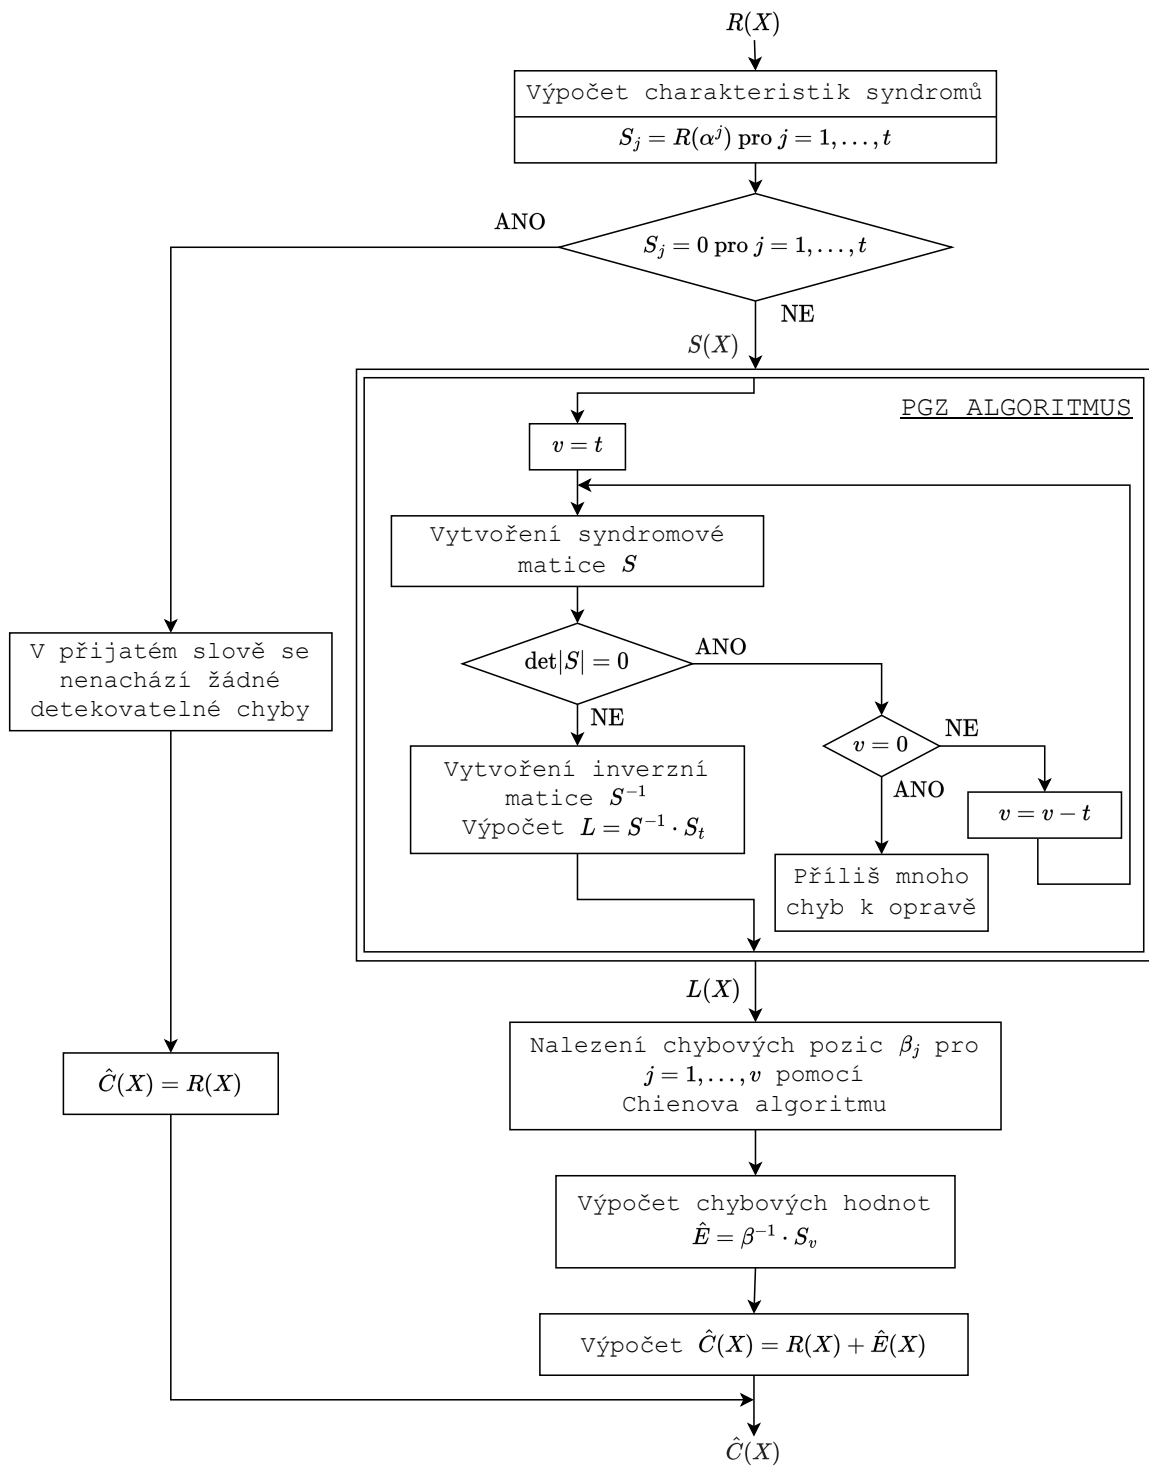 R(X)
Výpočet charakteristik syndromů
S_j = R(α^j) pro j = 1, . . . , t
ANO
S_j = 0 pro j = 1, . . . , t
NE
S(X)
PGZ ALGORITMUS
v = t
Vytvoření syndromové
matice S
det|S| = 0
ANO
NE
V přijatém slově se
nenachází žádné
detekovatelné chyby
v = 0
NE
ANO
Vytvoření inverzní
matice S^{-1}
Výpočet L = S^{-1} · S_t
v = v − t
Příliš mnoho
chyb k opravě
L(X)
Nalezení chybových pozic β_j pro
j = 1, . . . , v pomocí
Chienova algoritmu
Ĉ(X) = R(X)
Výpočet chybových hodnot
Ê = β^{-1} · S_v
Výpočet Ĉ(X) = R(X) + Ê(X)
Ĉ(X)